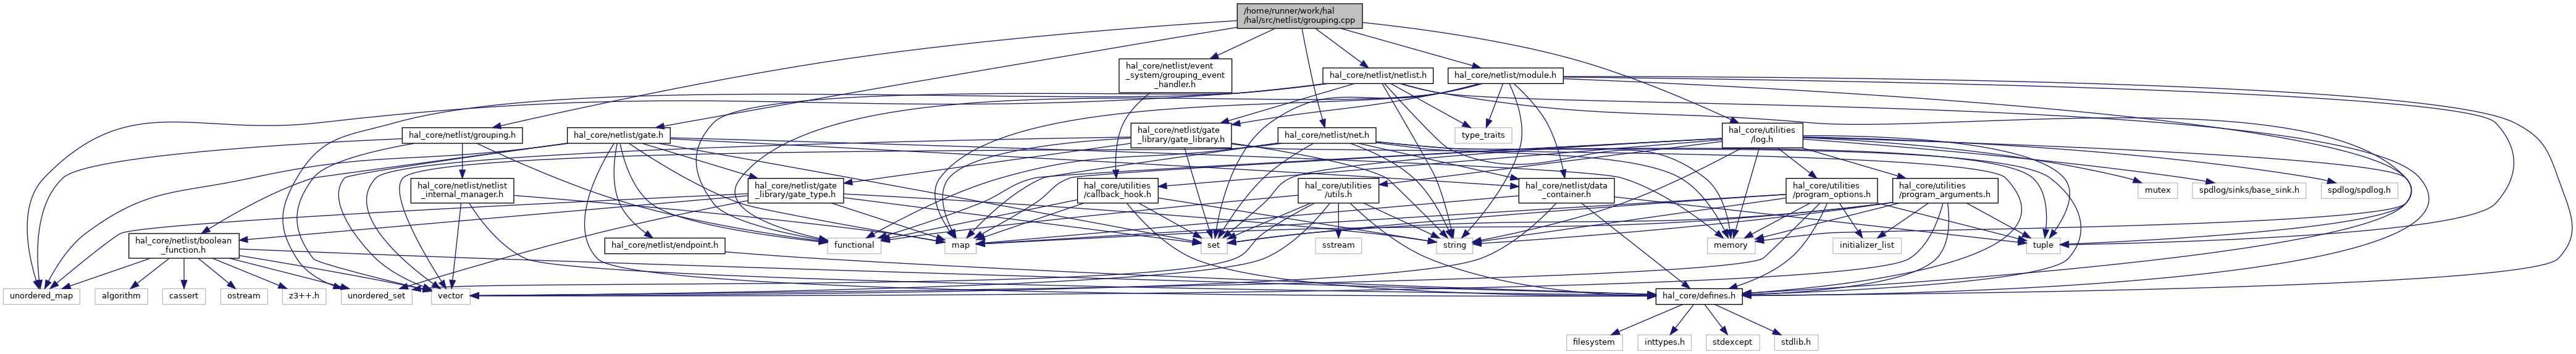 /home/runner/work/hal
/hal/src/netlist/grouping.cpp
hal_core/netlist/event
_system/grouping_event
_handler.h
hal_core/netlist/netlist.h
hal_core/netlist/module.h
hal_core/netlist/grouping.h
hal_core/netlist/gate.h
hal_core/netlist/gate
_library/gate_library.h
hal_core/netlist/net.h
type_traits
hal_core/utilities
/log.h
hal_core/netlist/netlist
_internal_manager.h
hal_core/netlist/gate
_library/gate_type.h
hal_core/utilities
/callback_hook.h
hal_core/utilities
/utils.h
hal_core/netlist/data
_container.h
hal_core/utilities
/program_options.h
hal_core/utilities
/program_arguments.h
mutex
spdlog/sinks/base_sink.h
spdlog/spdlog.h
hal_core/netlist/boolean
_function.h
hal_core/netlist/endpoint.h
functional
map
set
sstream
string
memory
initializer_list
tuple
unordered_map
algorithm
cassert
ostream
z3++.h
unordered_set
vector
hal_core/defines.h
filesystem
inttypes.h
stdexcept
stdlib.h